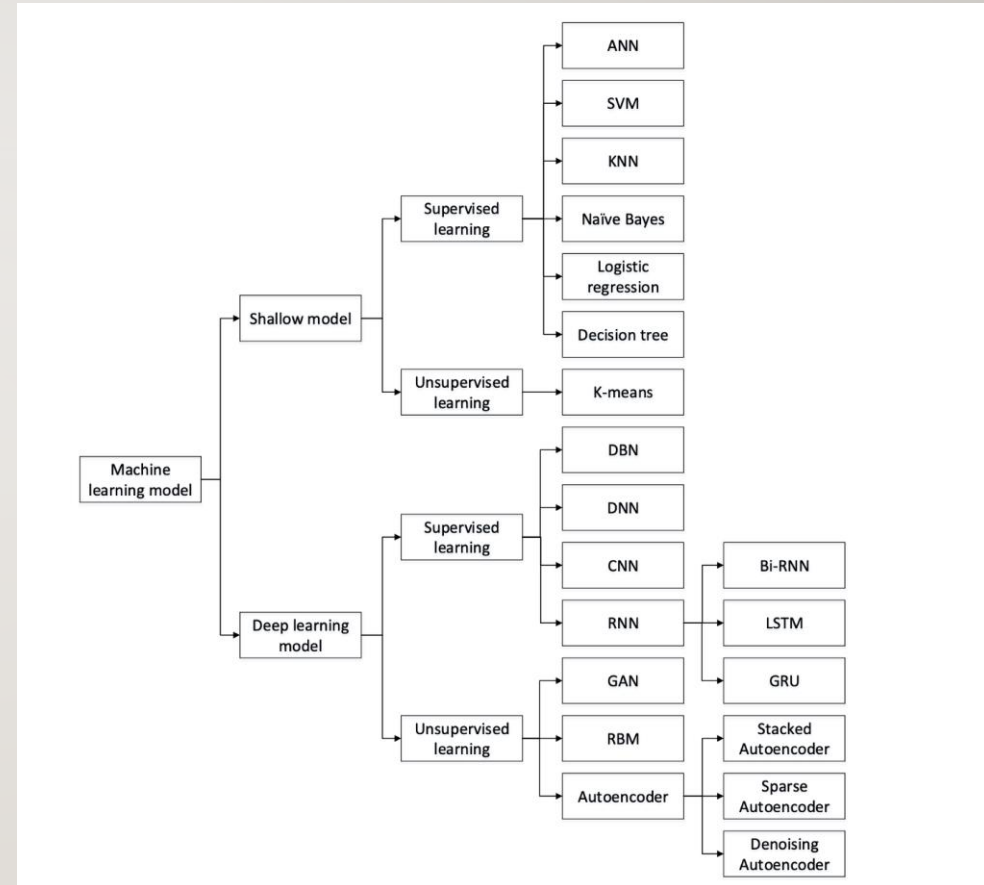 ANN
SVM
KNN
Supervised
learning
Naïve Bayes
Logistic
regression
Shallow model
Decision tree
Unsupervised
learning
K-means
DBN
Machine
learning model
DNN
Supervised
learning
CNN
Bi-RNN
RNN
LSTM
Deep learning
model
GAN
GRU
Unsupervised
learning
RBM
Stacked
Autoencoder
Autoencoder
Sparse
Autoencoder
Denoising
Autoencoder